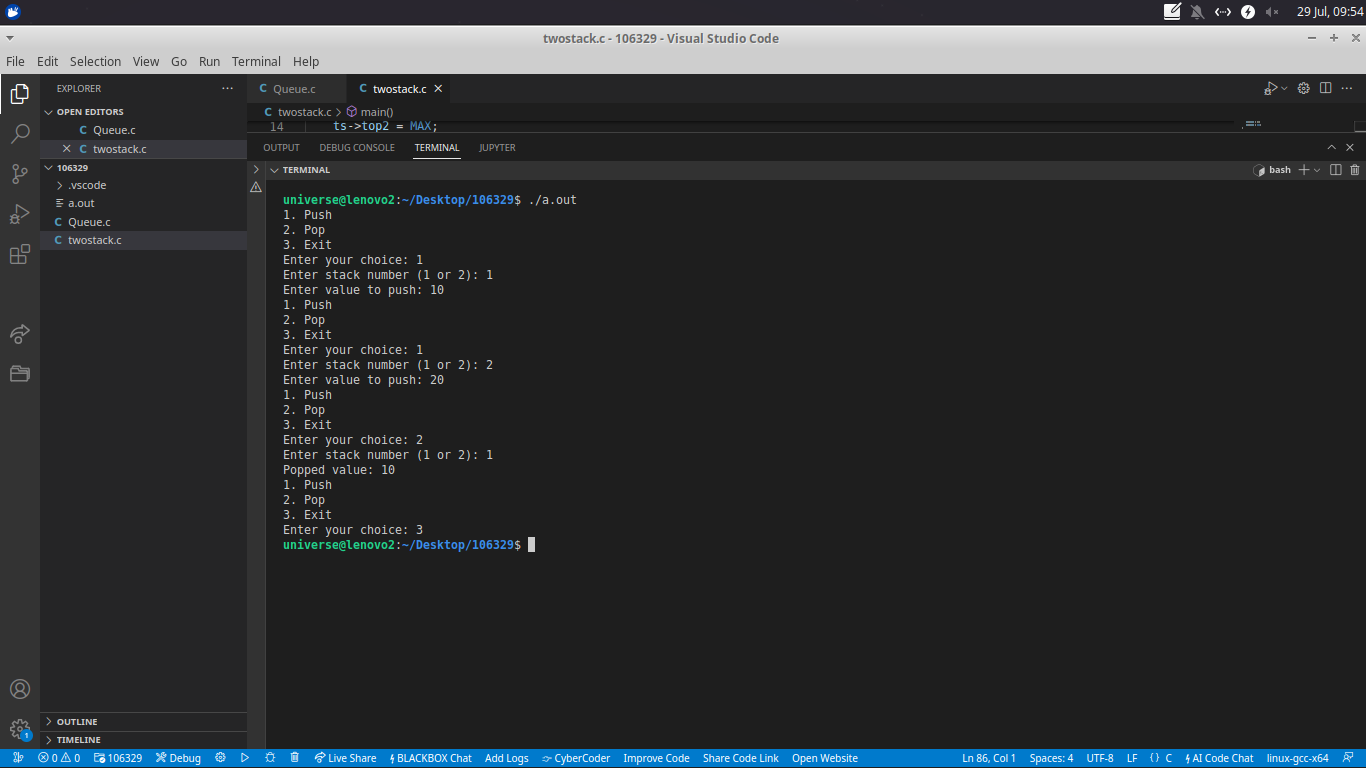 29 Jul, 09:54
twostack.c - 106329 - Visual Studio Code
File Edit Selection View Go Run Terminal Help
EXPLORER
Queue.c
twostack.c
OPEN EDITORS
twostack.c > main()
14 ts->top2 = MAX;
Queue.c
twostack.c
OUTPUT DEBUG CONSOLE TERMINAL JUPYTER
106329
TERMINAL
bash
.vscode
a.out
Queue.c
twostack.c
universe@lenovo2:~/Desktop/106329$ ./a.out
1. Push
2. Pop
3. Exit
Enter your choice: 1
Enter stack number (1 or 2): 1
Enter value to push: 10
1. Push
2. Pop
3. Exit
Enter your choice: 1
Enter stack number (1 or 2): 2
Enter value to push: 20
1. Push
2. Pop
3. Exit
Enter your choice: 2
Enter stack number (1 or 2): 1
Popped value: 10
1. Push
2. Pop
3. Exit
Enter your choice: 3
universe@lenovo2:~/Desktop/106329$
OUTLINE
1
TIMELINE
0 0 106329 Debug Live Share BLACKBOX Chat Add Logs CyberCoder Improve Code Share Code Link Open Website Ln 86, Col 1 Spaces: 4 UTF-8 LF {} C AI Code Chat linux-gcc-x64